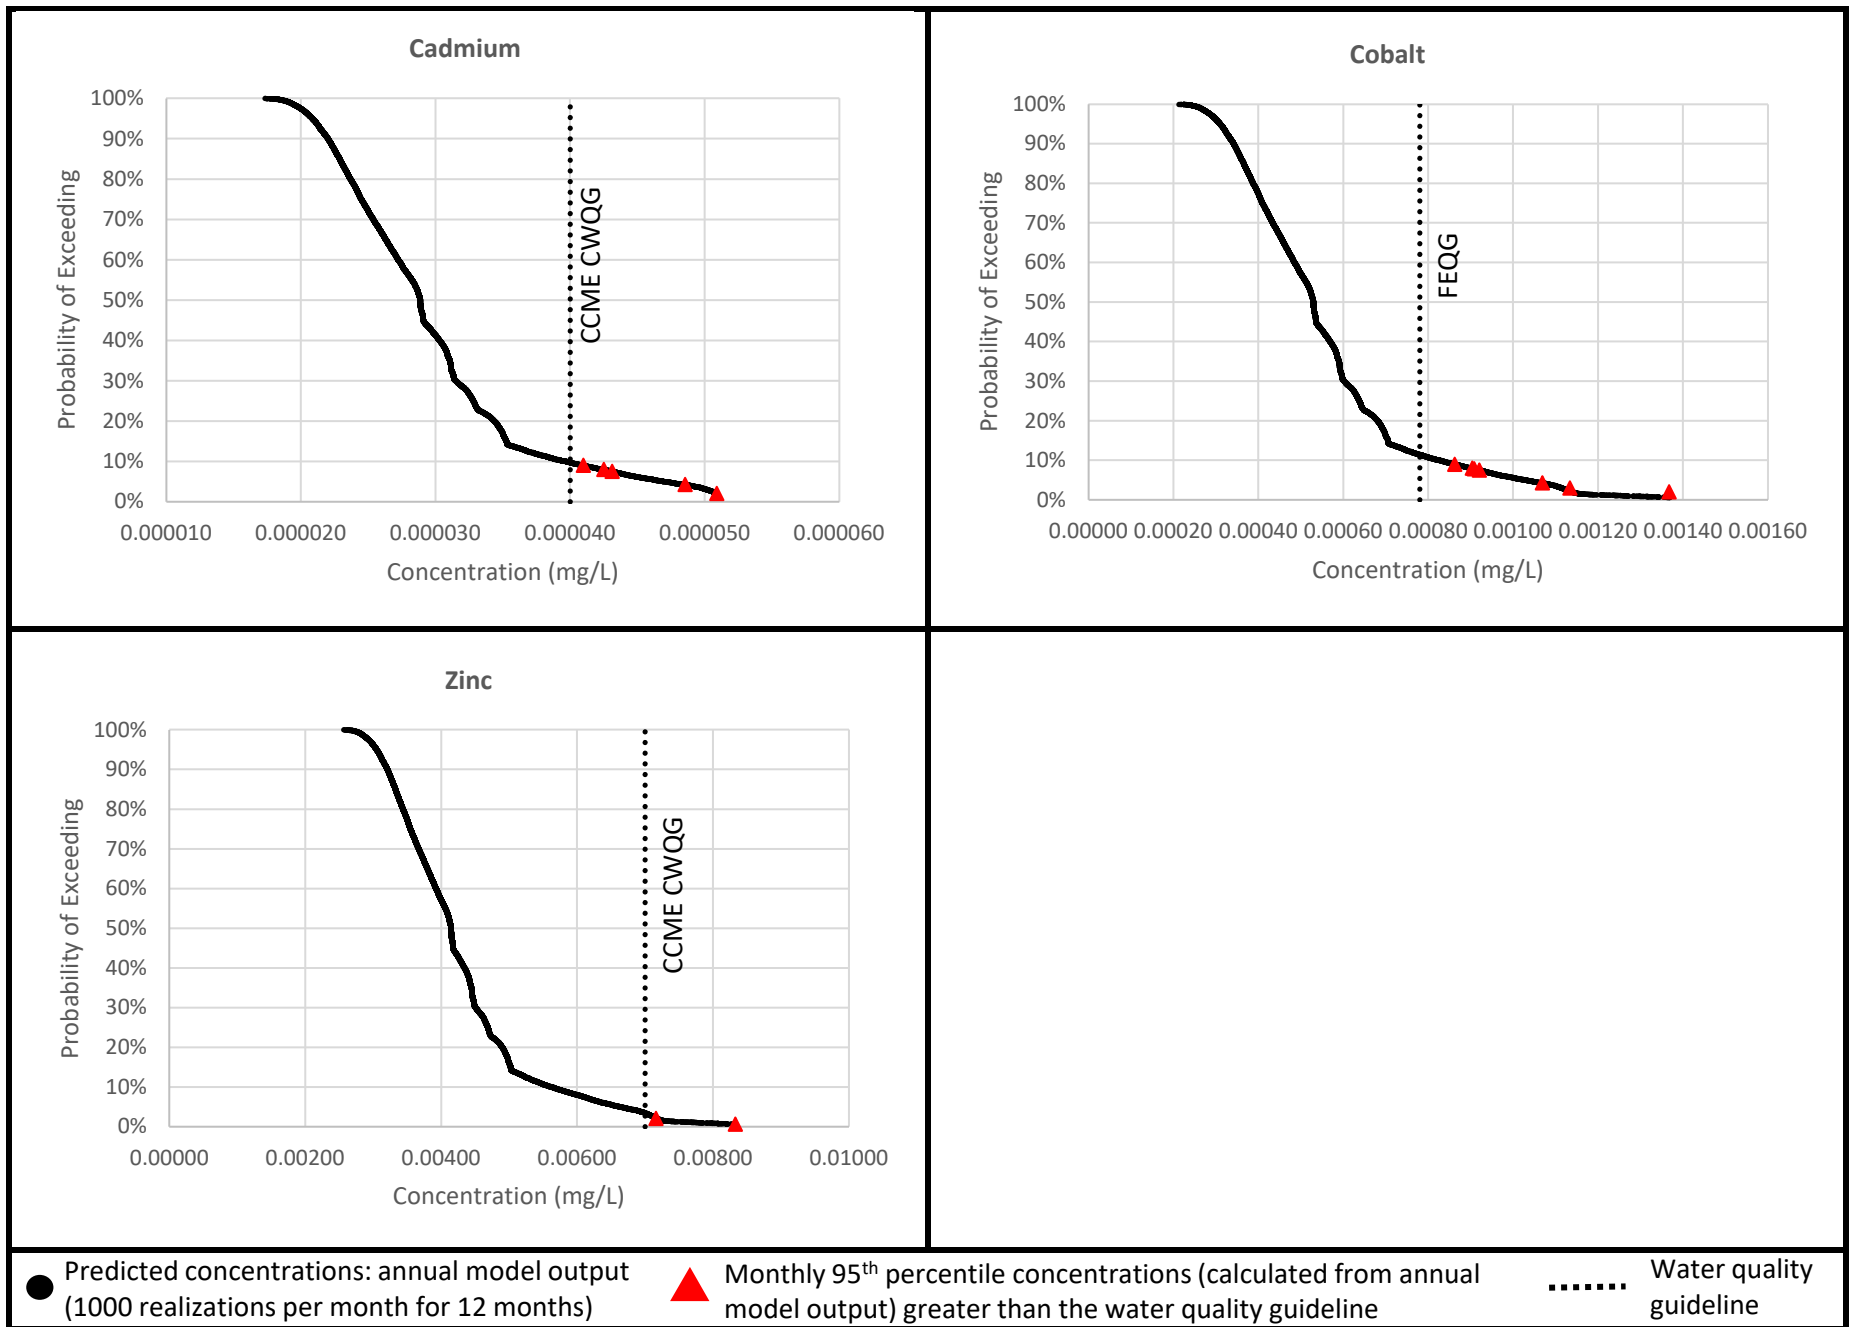 Cadmium
100%
90%
80%
70%
60%
50%
40%
30%
20%
10%
0%
Probability of Exceeding
CCME CWQG
0.000010 0.000020 0.000030 0.000040 0.000050 0.000060
Concentration (mg/L)
Cobalt
100%
90%
80%
70%
60%
50%
40%
30%
20%
10%
0%
Probability of Exceeding
FEQG
0.00000 0.00020 0.00040 0.00060 0.00080 0.00100 0.00120 0.00140 0.00160
Concentration (mg/L)
Zinc
100%
90%
80%
70%
60%
50%
40%
30%
20%
10%
0%
Probability of Exceeding
CCME CWQG
0.00000 0.00200 0.00400 0.00600 0.00800 0.01000
Concentration (mg/L)
Predicted concentrations: annual model output
(1000 realizations per month for 12 months)
Monthly 95th percentile concentrations (calculated from annual
model output) greater than the water quality guideline
Water quality
guideline